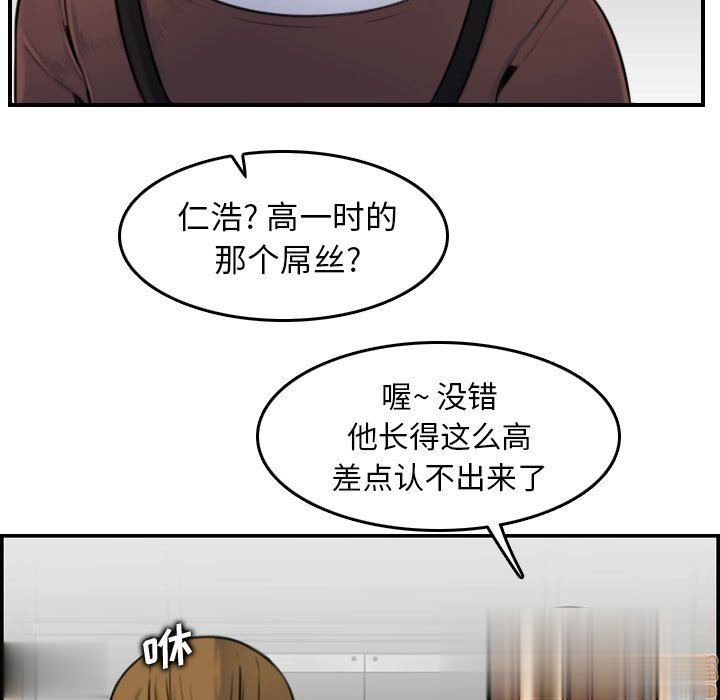 仁浩? 高一时的
那个屌丝?
喔~ 没错
他长得这么高
差点认不出来了
咻